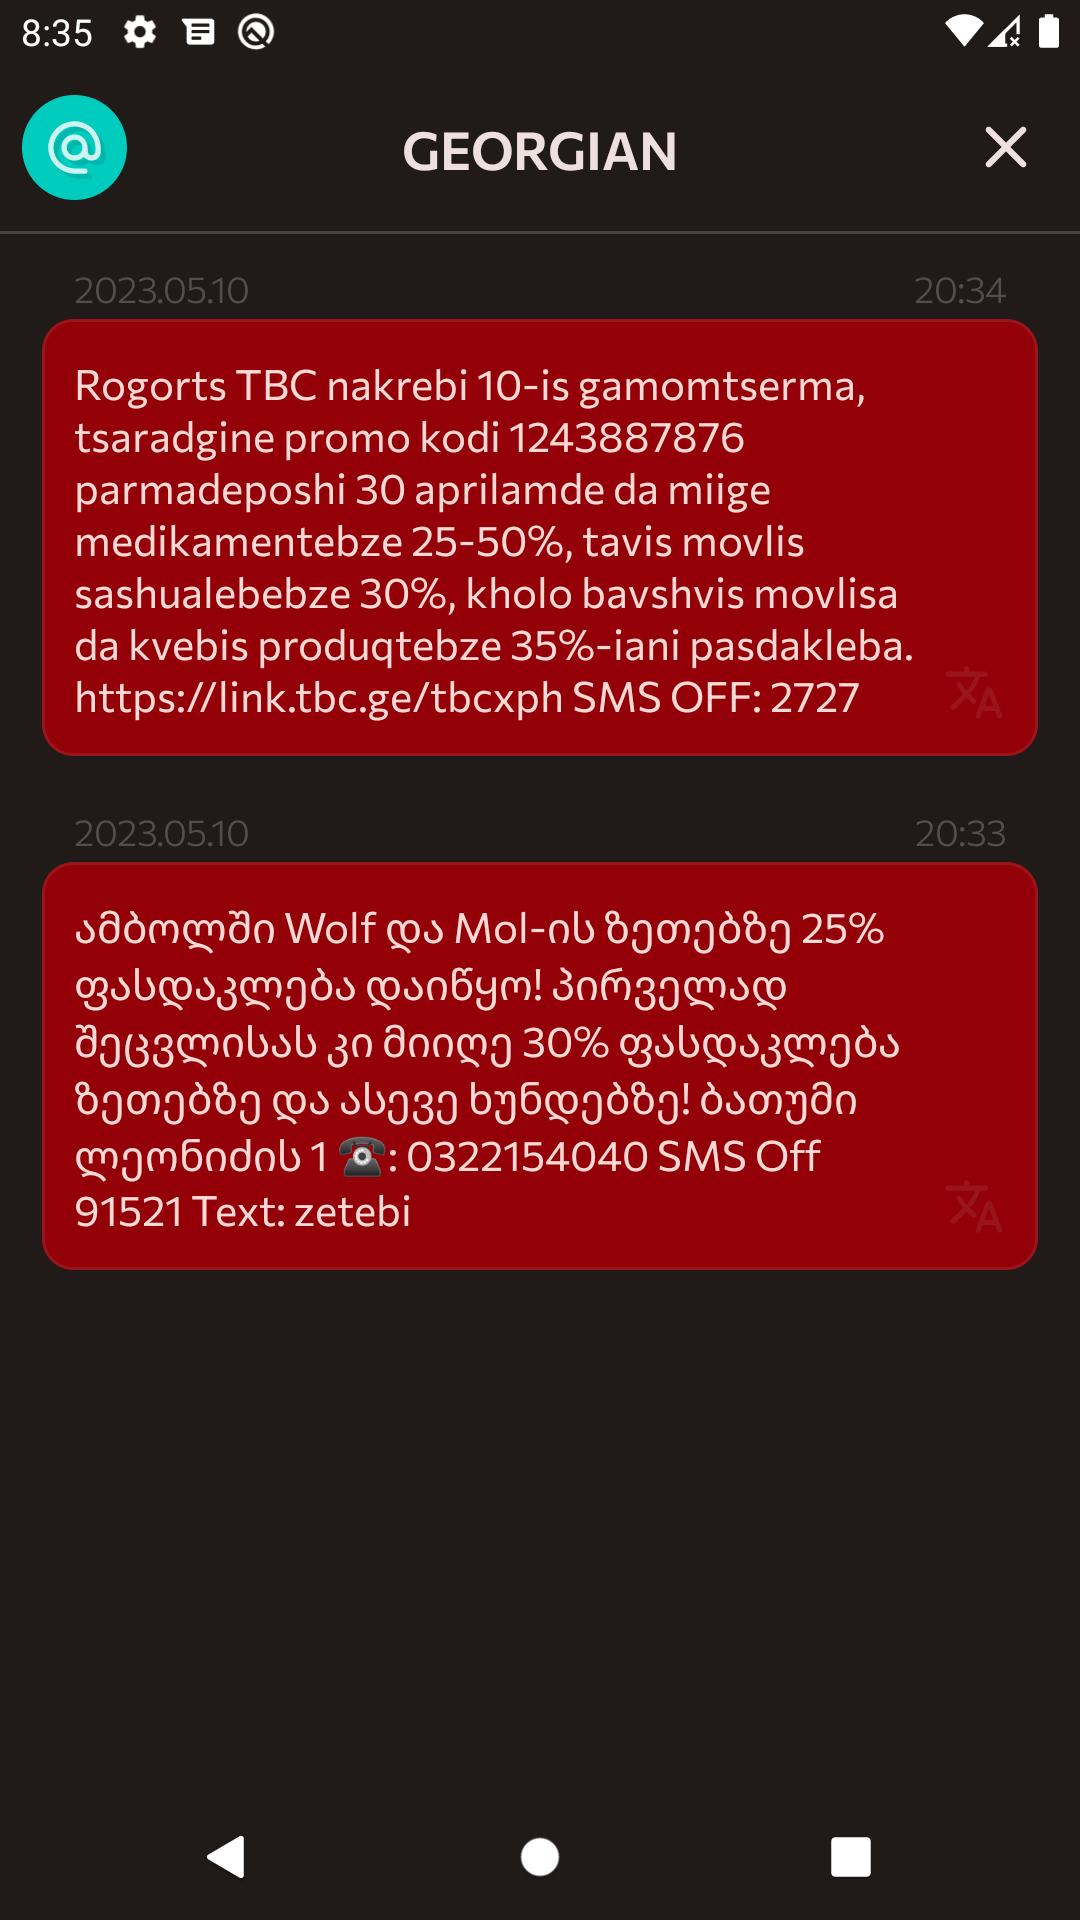 8:35
GEORGIAN
2023.05.10 20:34
Rogorts TBC nakrebi 10-is gamomtserma,
tsaradgine promo kodi 1243887876
parmadeposhi 30 aprilamde da miige
medikamentebze 25-50%, tavis movlis
sashualebebze 30%, kholo bavshvis movlisa
da kvebis produqtebze 35%-iani pasdakleba.
https://link.tbc.ge/tbcxph SMS OFF: 2727
2023.05.10 20:33
ამბოლში Wolf და Mol-ის ზეთებზე 25%
ფასდაკლება დაიწყო! პირველად
შეცვლისას კი მიიღე 30% ფასდაკლება
ზეთებზე და ასევე ხუნდებზე! ბათუმი
ლეონიძის 1 ☎: 0322154040 SMS Off
91521 Text: zetebi